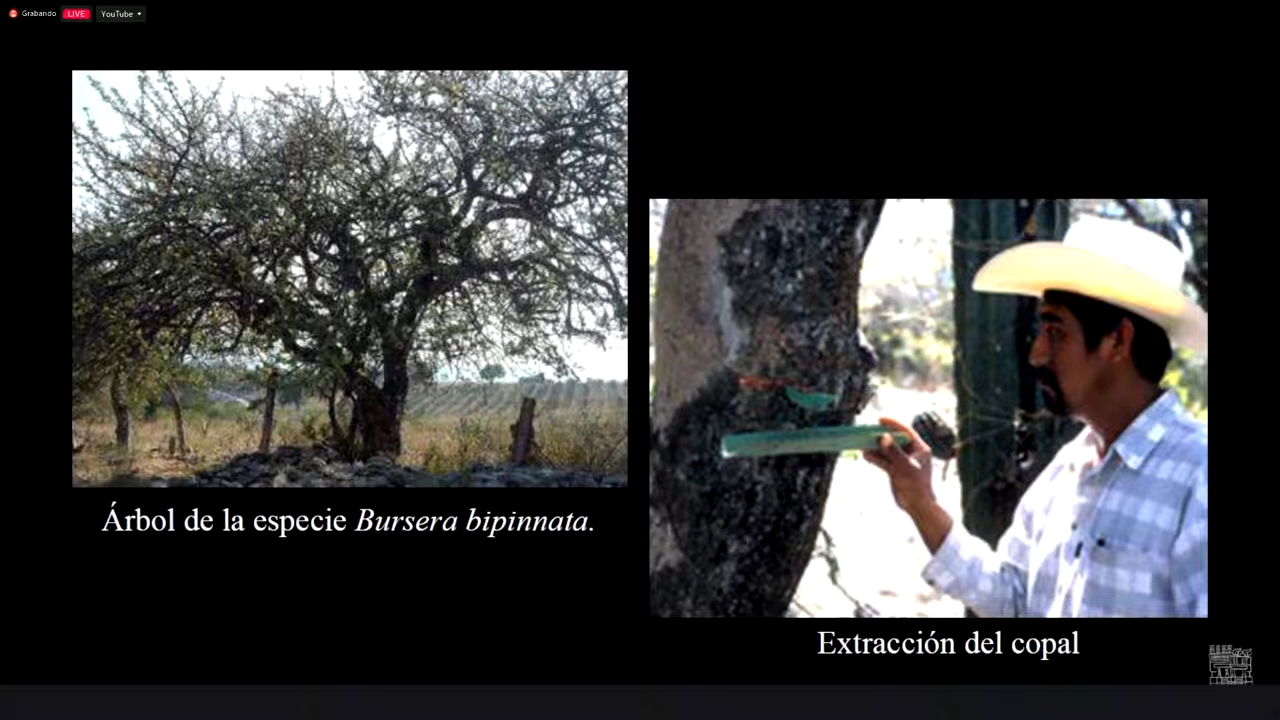 Grabando LIVE YouTube
Árbol de la especie Bursera bipinnata.
Extracción del copal